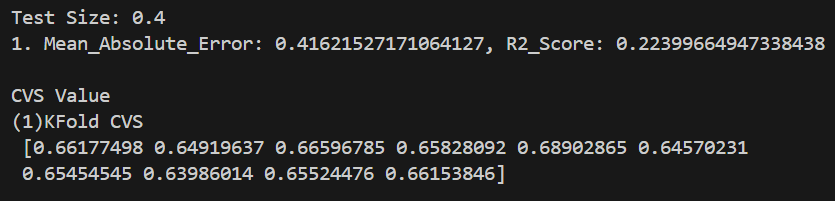 Test Size: 0.4
1. Mean_Absolute_Error: 0.41621527171064127, R2_Score: 0.22399664947338438
CVS Value
(1)KFold CVS
[0.66177498 0.64919637 0.66596785 0.65828092 0.68902865 0.64570231
0.65454545 0.63986014 0.65524476 0.66153846]